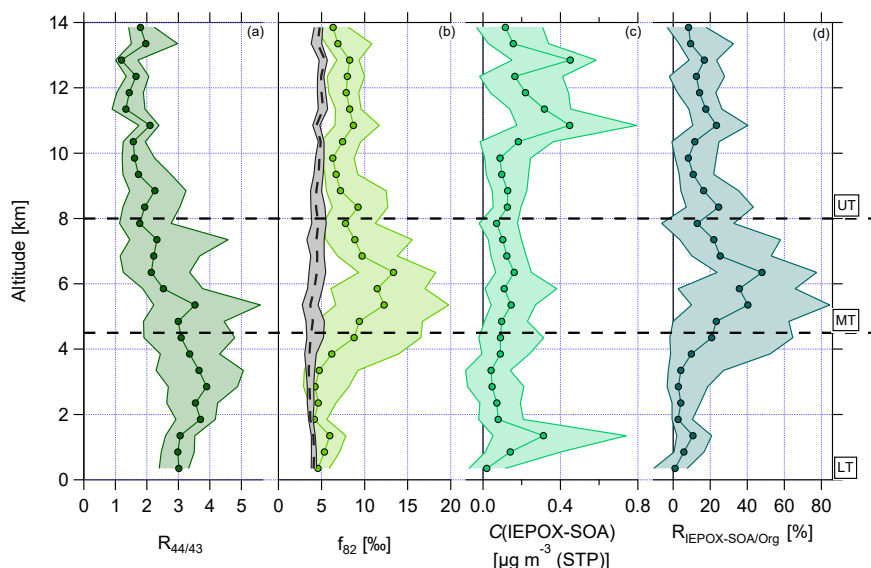 14
12
10
8
6
4
2
0
Altitude [km]
(a)
(b)
(c)
(d)
UT
MT
LT
0 1 2 3 4 5
0 5 10 15 20
0.0 0.4 0.8
0 20 40 60 80
R44/43
f82 [‰]
C(IEPOX-SOA)
[µg m⁻³ (STP)]
RIEPOX-SOA/Org [%]